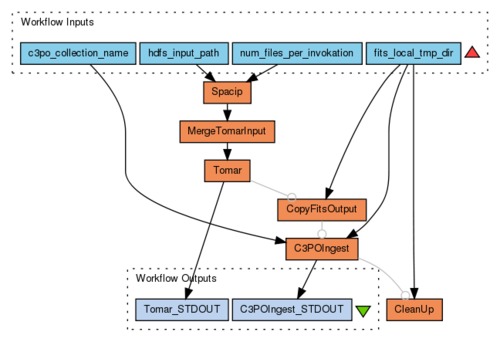 Workflow Inputs
c3po_collection_name
hdfs_input_path
num_files_per_invokation
fits_local_tmp_dir
Spacip
MergeTomarInput
Tomar
CopyFitsOutput
C3POIngest
Workflow Outputs
Tomar_STDOUT
C3POIngest_STDOUT
CleanUp